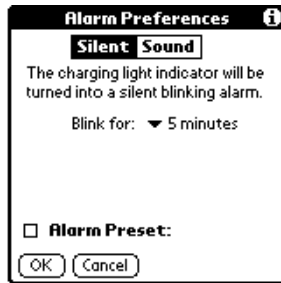 Alarm Preferences i
Silent Sound
The charging light indicator will be
turned into a silent blinking alarm.
Blink for: 5 minutes
Alarm Preset:
OK Cancel